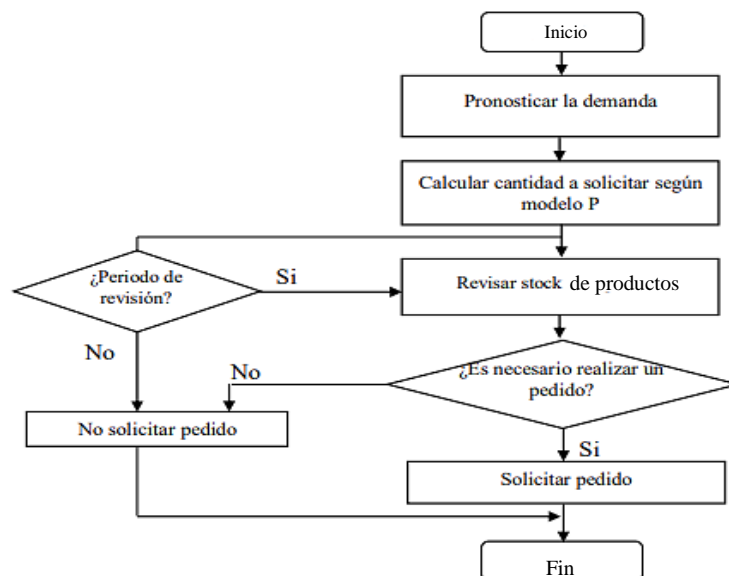 Inicio
Pronosticar la demanda
Calcular cantidad a solicitar según
modelo P
¿Periodo de
revisión?
Si
Revisar stock de productos
No
¿Es necesario realizar un
pedido?
No
No solicitar pedido
Si
Solicitar pedido
Fin